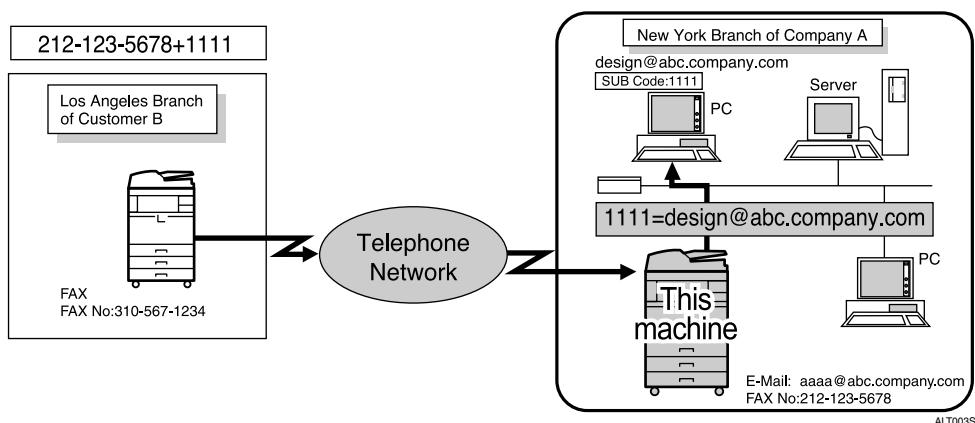 212-123-5678+1111
Los Angeles Branch
of Customer B
FAX
FAX No:310-567-1234
Telephone
Network
New York Branch of Company A
design@abc.company.com
SUB Code:1111
PC
Server
1111=design@abc.company.com
PC
This
machine
E-Mail: aaaa@abc.company.com
FAX No:212-123-5678
ALT003S